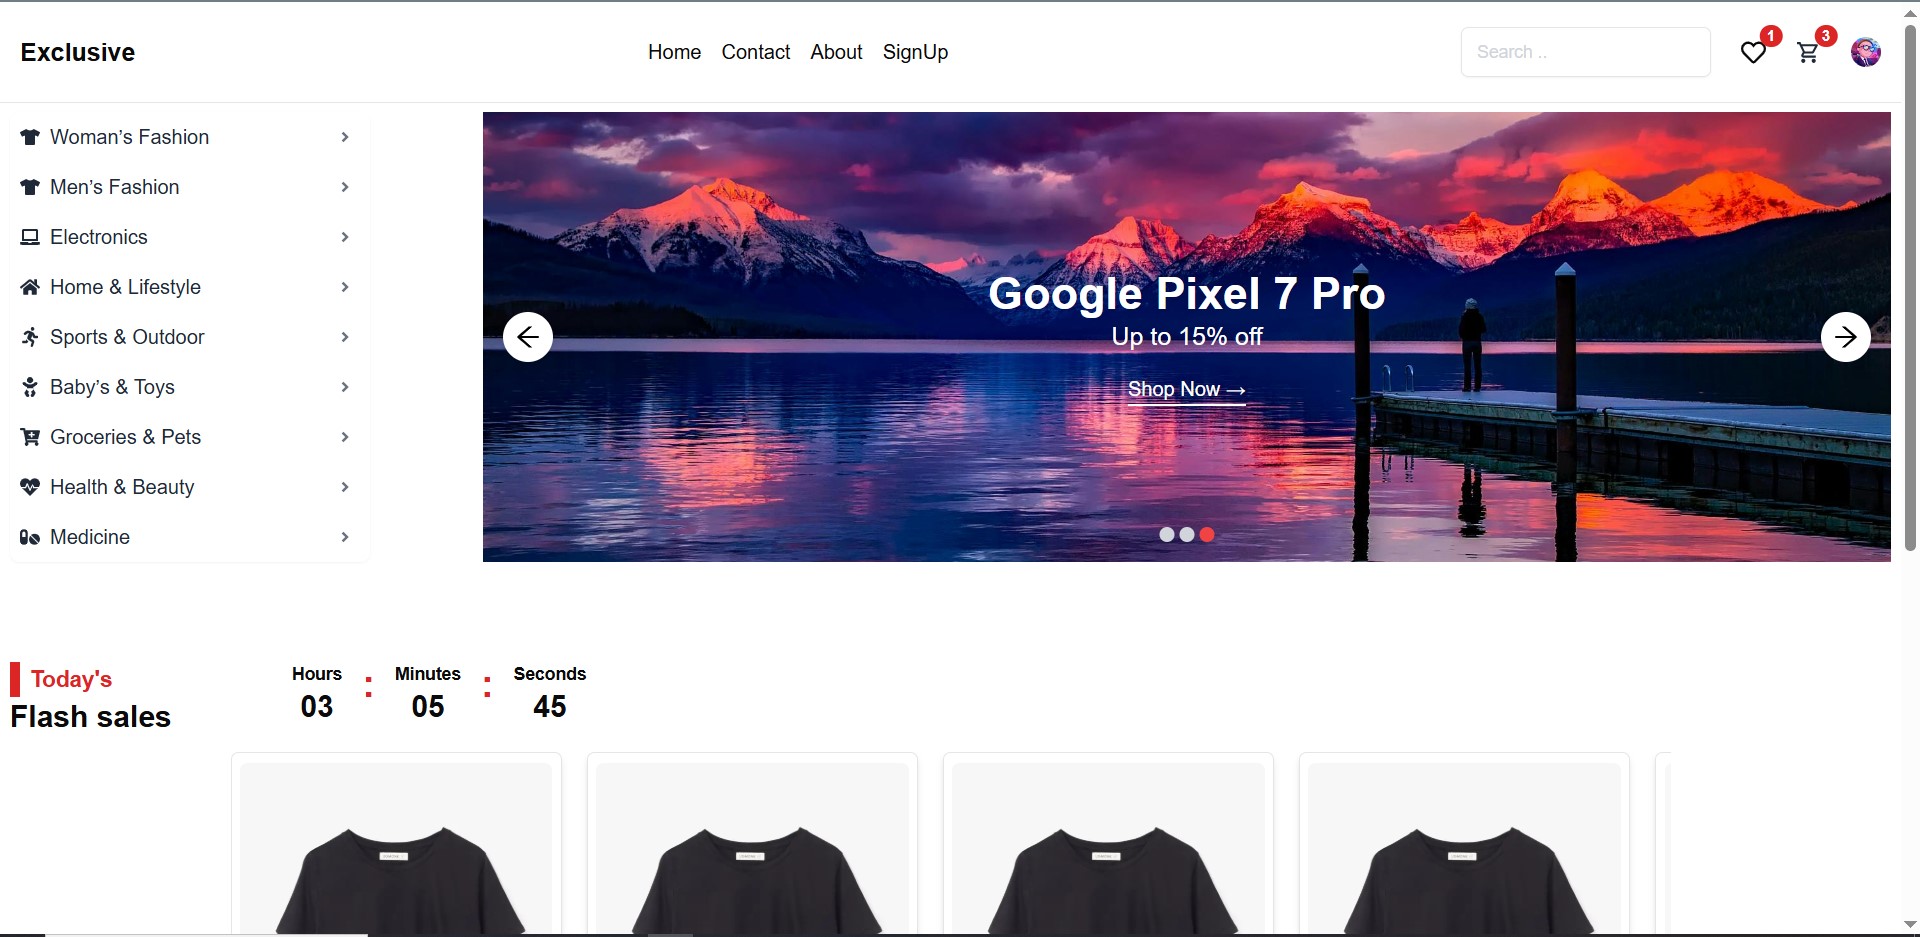 Exclusive
Home Contact About SignUp
Search ..
1
3
Woman’s Fashion
Men’s Fashion
Electronics
Home & Lifestyle
Sports & Outdoor
Baby’s & Toys
Groceries & Pets
Health & Beauty
Medicine
Google Pixel 7 Pro
Up to 15% off
Shop Now →
Today's
Flash sales
Hours : Minutes : Seconds
03 05 45